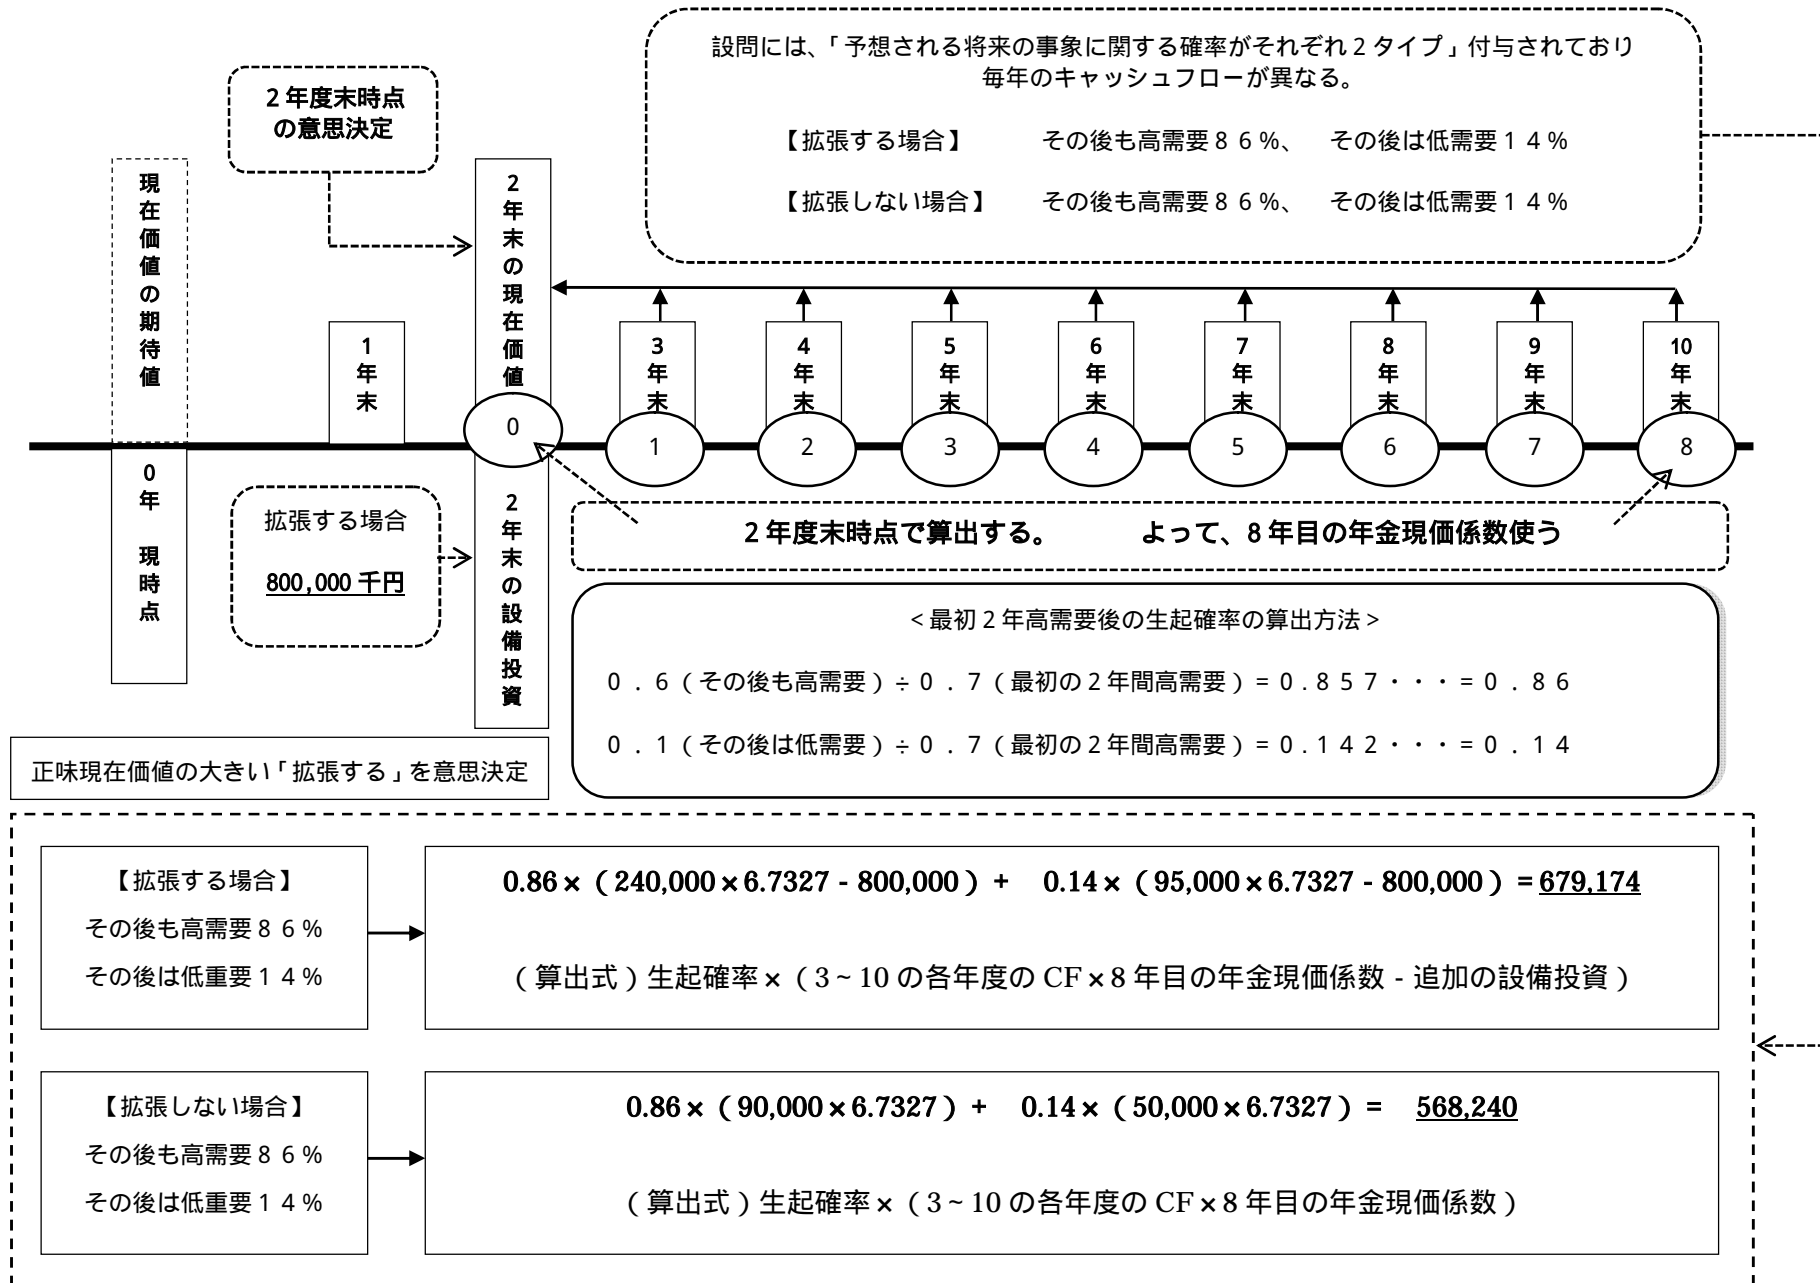 設問には、「予想される将来の事象に関する確率がそれぞれ2タイプ」付与されており
毎年のキャッシュフローが異なる。
【拡張する場合】 その後も高需要８６%、 その後は低需要１４%
【拡張しない場合】 その後も高需要８６%、 その後は低需要１４%
2年度末時点
の意思決定
現在価値の期待値
1年末
2年末の現在価値
3年末
4年末
5年末
6年末
7年末
8年末
9年末
10年末
0
1
2
3
4
5
6
7
8
0年 現時点
拡張する場合
800,000千円
2年末の設備投資
2年度末時点で算出する。 よって、8年目の年金現価係数使う
<最初2年高需要後の生起確率の算出方法>
０．６(その後も高需要)÷０．７(最初の2年間高需要)=０.８５７・・・=０．８６
０．１(その後は低需要)÷０．７(最初の2年間高需要)=０.１４２・・・=０．１４
正味現在価値の大きい「拡張する」を意思決定
【拡張する場合】
その後も高需要８６%
その後は低重要１４%
0.86×(240,000×6.7327-800,000)+ 0.14×(95,000×6.7327-800,000)=679,174
(算出式)生起確率×(3~10の各年度のCF×8年目の年金現価係数-追加の設備投資)
【拡張しない場合】
その後も高需要８６%
その後は低重要１４%
0.86×(90,000×6.7327)+ 0.14×(50,000×6.7327)= 568,240
(算出式)生起確率×(3~10の各年度のCF×8年目の年金現価係数)